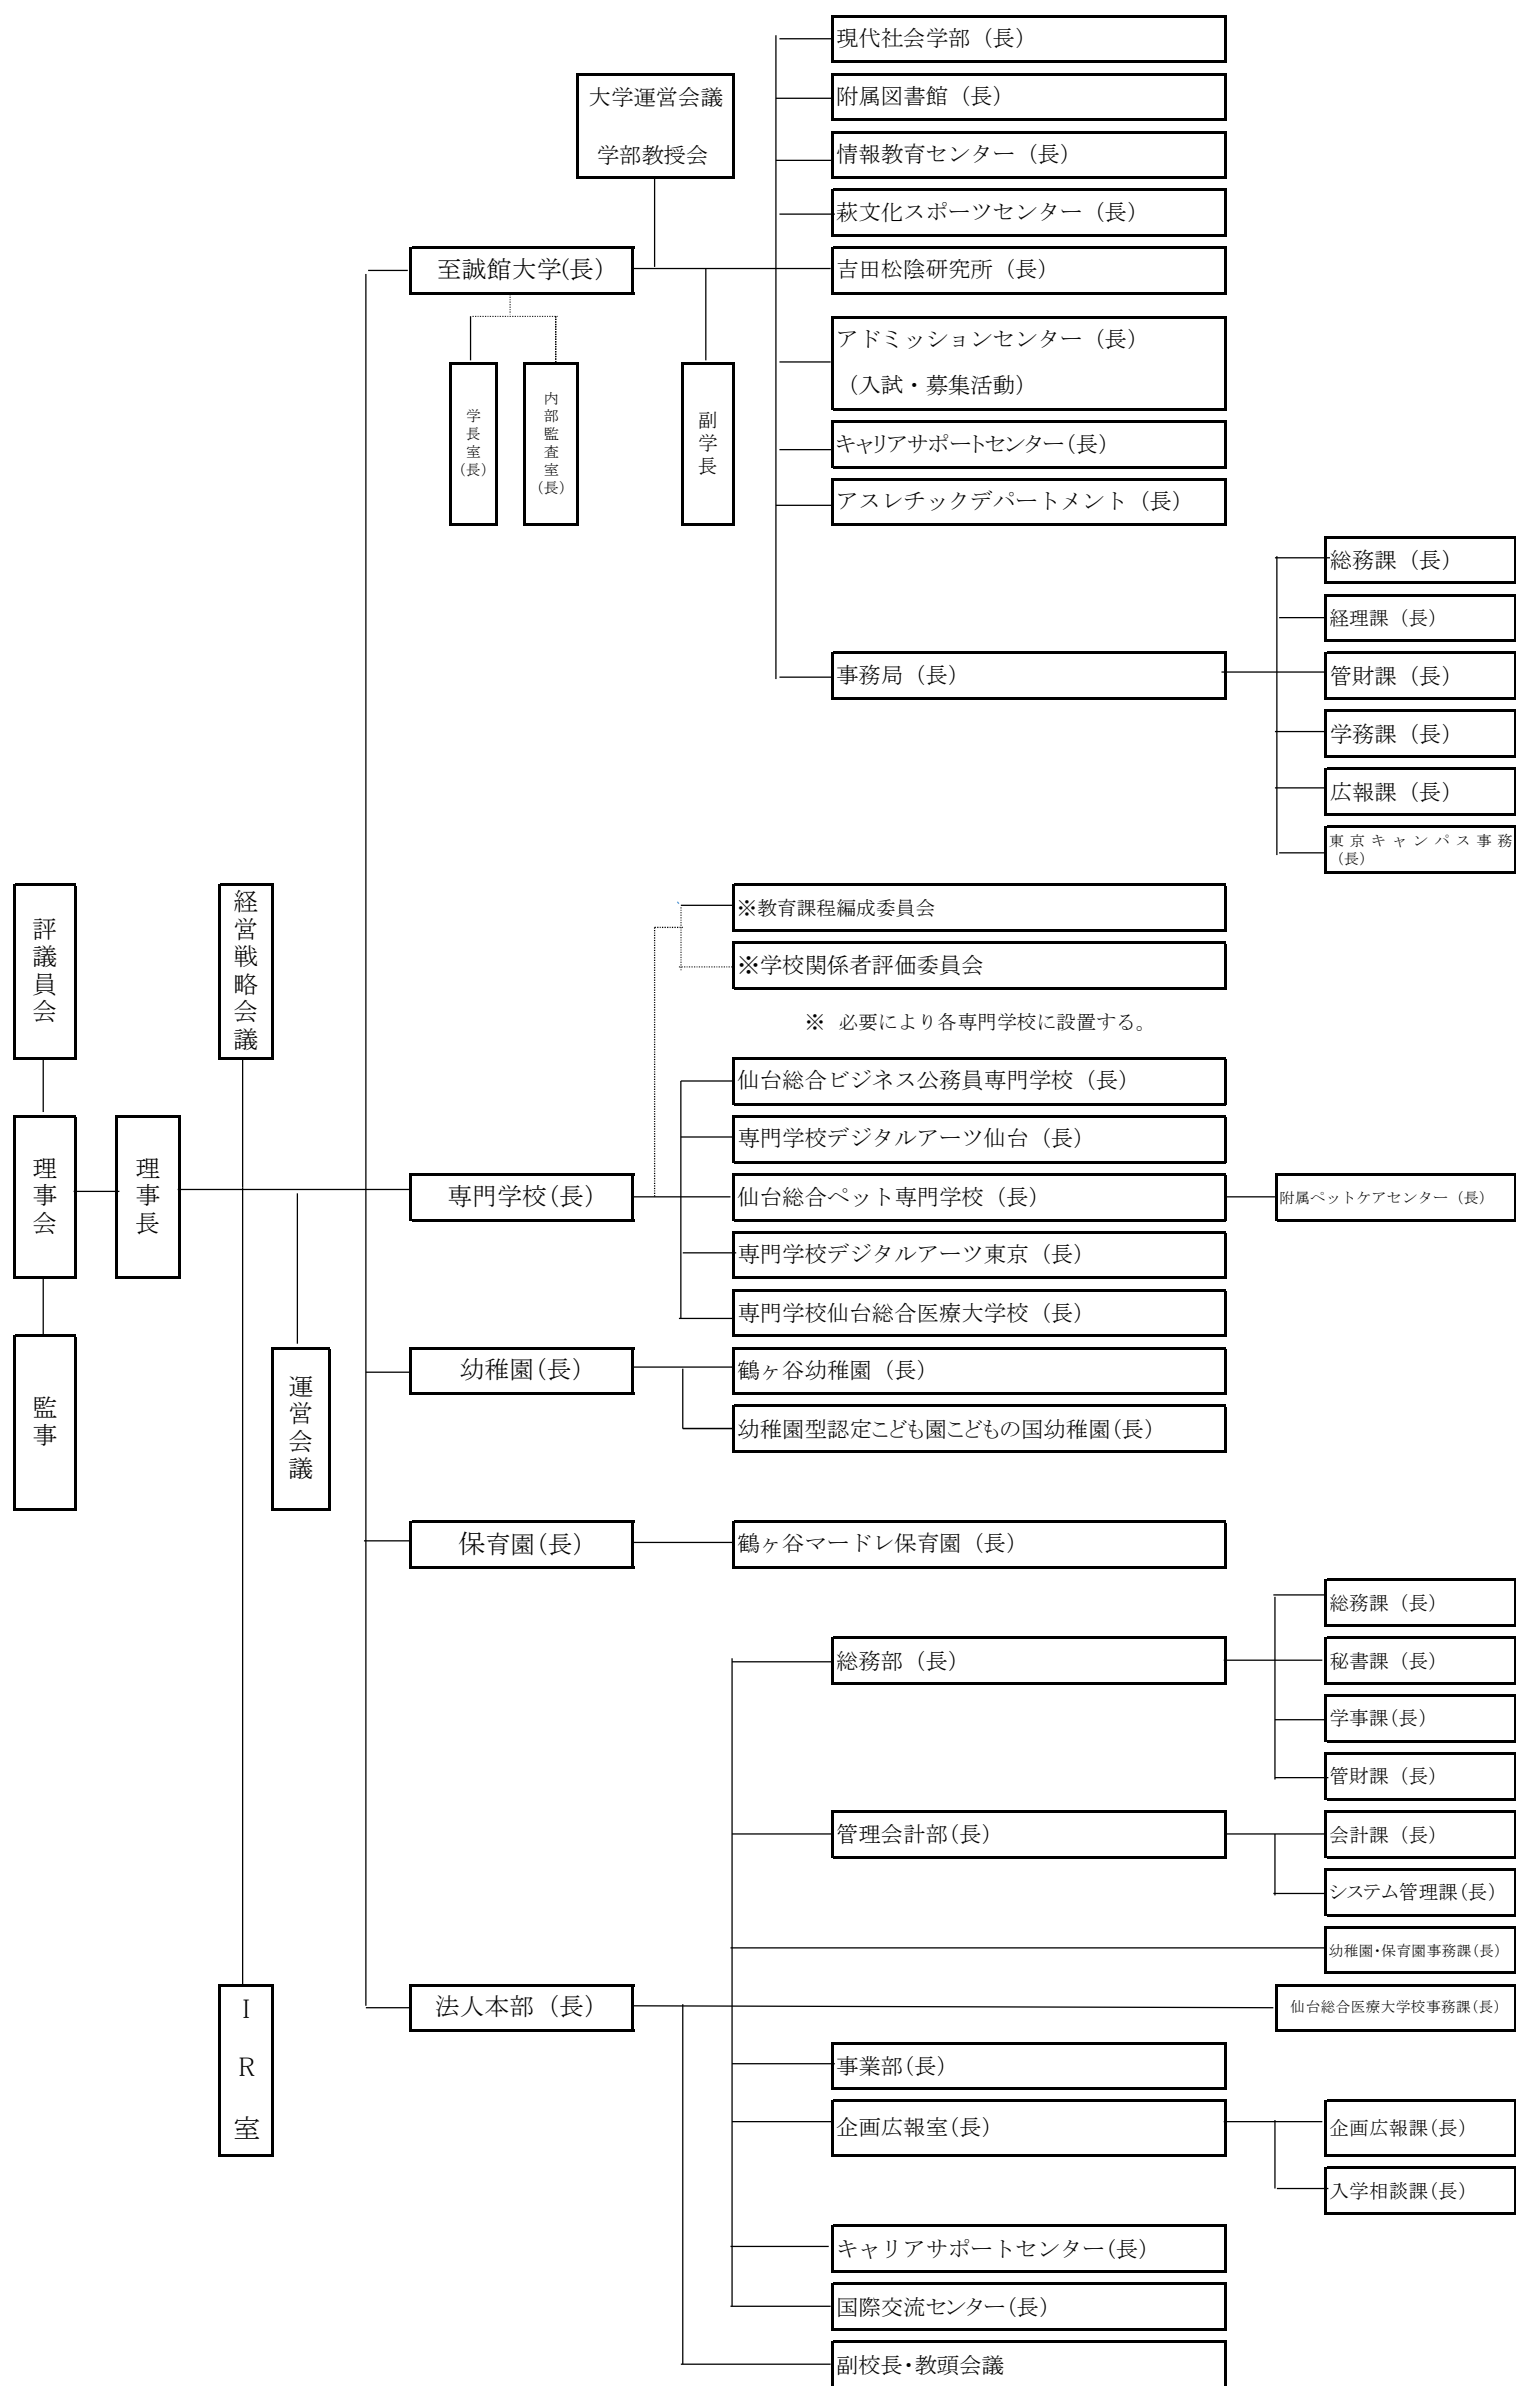 現代社会学部（長）
大学運営会議
学部教授会
附属図書館（長）
情報教育センター（長）
萩文化スポーツセンター（長）
至誠館大学(長）
吉田松陰研究所（長）
アドミッションセンター（長）
（入試・募集活動）
学長室(長)
内部監査室(長)
副学長
キャリアサポートセンター(長)
アスレチックデパートメント（長）
事務局（長）
総務課（長）
経理課（長）
管財課（長）
学務課（長）
広報課（長）
東京キャンパス事務
（長）
評議員会
経営戦略会議
※教育課程編成委員会
※学校関係者評価委員会
※ 必要により各専門学校に設置する。
理事会
理事長
専門学校(長）
仙台総合ビジネス公務員専門学校（長）
専門学校デジタルアーツ仙台（長）
仙台総合ペット専門学校（長）
附属ペットケアセンター（長）
専門学校デジタルアーツ東京（長）
専門学校仙台総合医療大学校（長）
監事
運営会議
幼稚園(長)
鶴ヶ谷幼稚園（長）
幼稚園型認定こども園こどもの国幼稚園(長)
保育園(長)
鶴ヶ谷マードレ保育園（長）
総務部（長）
総務課（長）
秘書課（長）
学事課(長)
管財課（長）
管理会計部(長)
会計課（長）
システム管理課(長)
幼稚園･保育園事務課(長)
ＩＲ室
法人本部（長）
仙台総合医療大学校事務課(長)
事業部(長)
企画広報室(長)
企画広報課(長)
入学相談課(長)
キャリアサポートセンター(長)
国際交流センター(長)
副校長･教頭会議